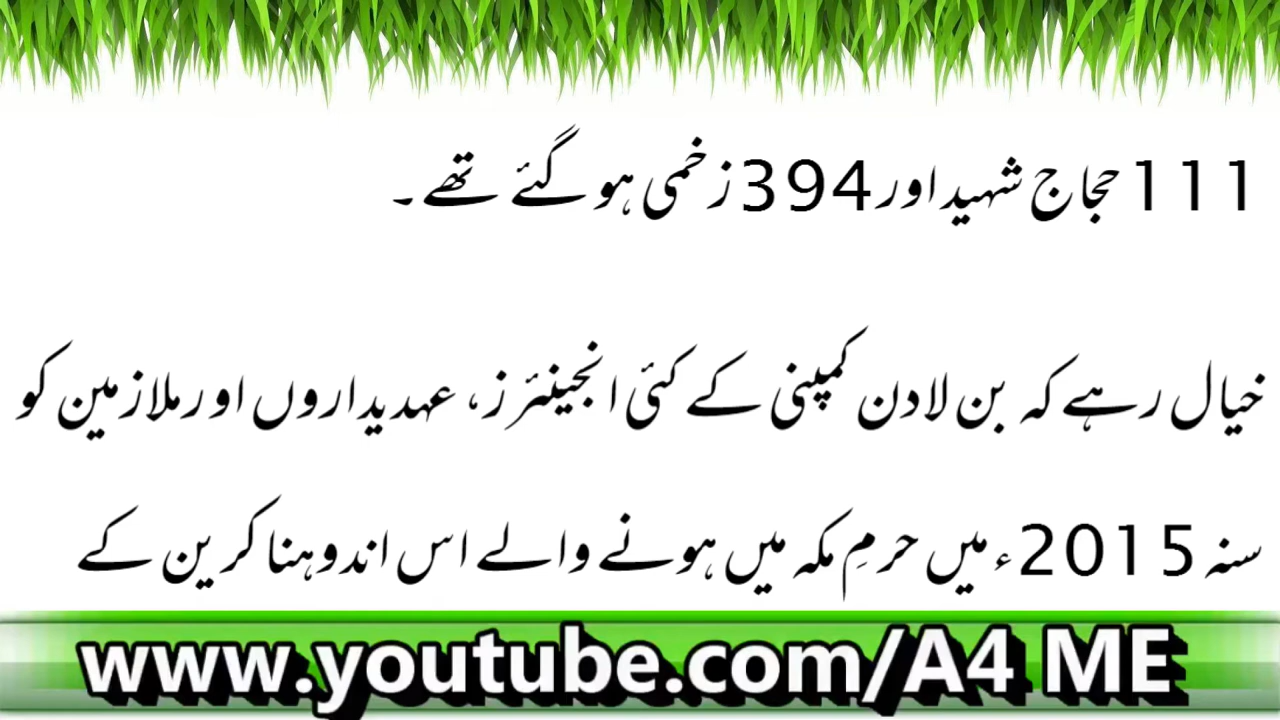 111 حجاج شہید اور 394 زخمی ہو گئے تھے ۔
خیال رہے کہ بن لادن کمپنی کے کئی انجینئرز، عہدیداروں اور ملازمین کو
سنہ 2015ء میں حرمِ مکہ میں ہونے والے اس اندوہنا کرین کے
www.youtube.com/A4 ME